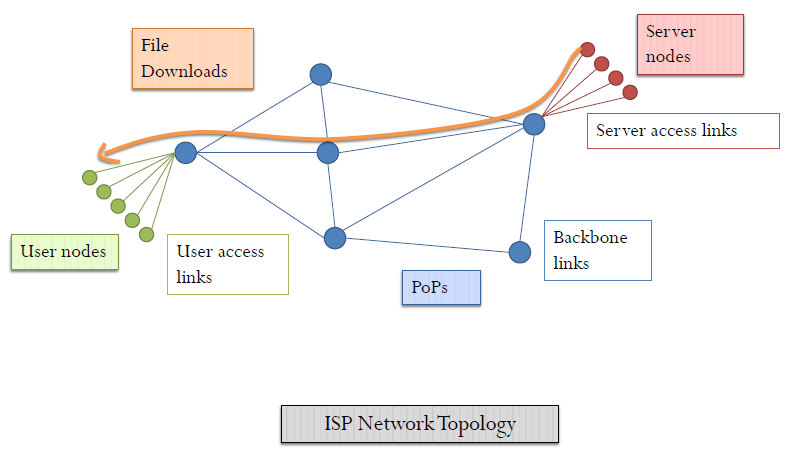 File
Downloads
Server
nodes
Server access links
User nodes
User access
links
Backbone
links
PoPs
ISP Network Topology